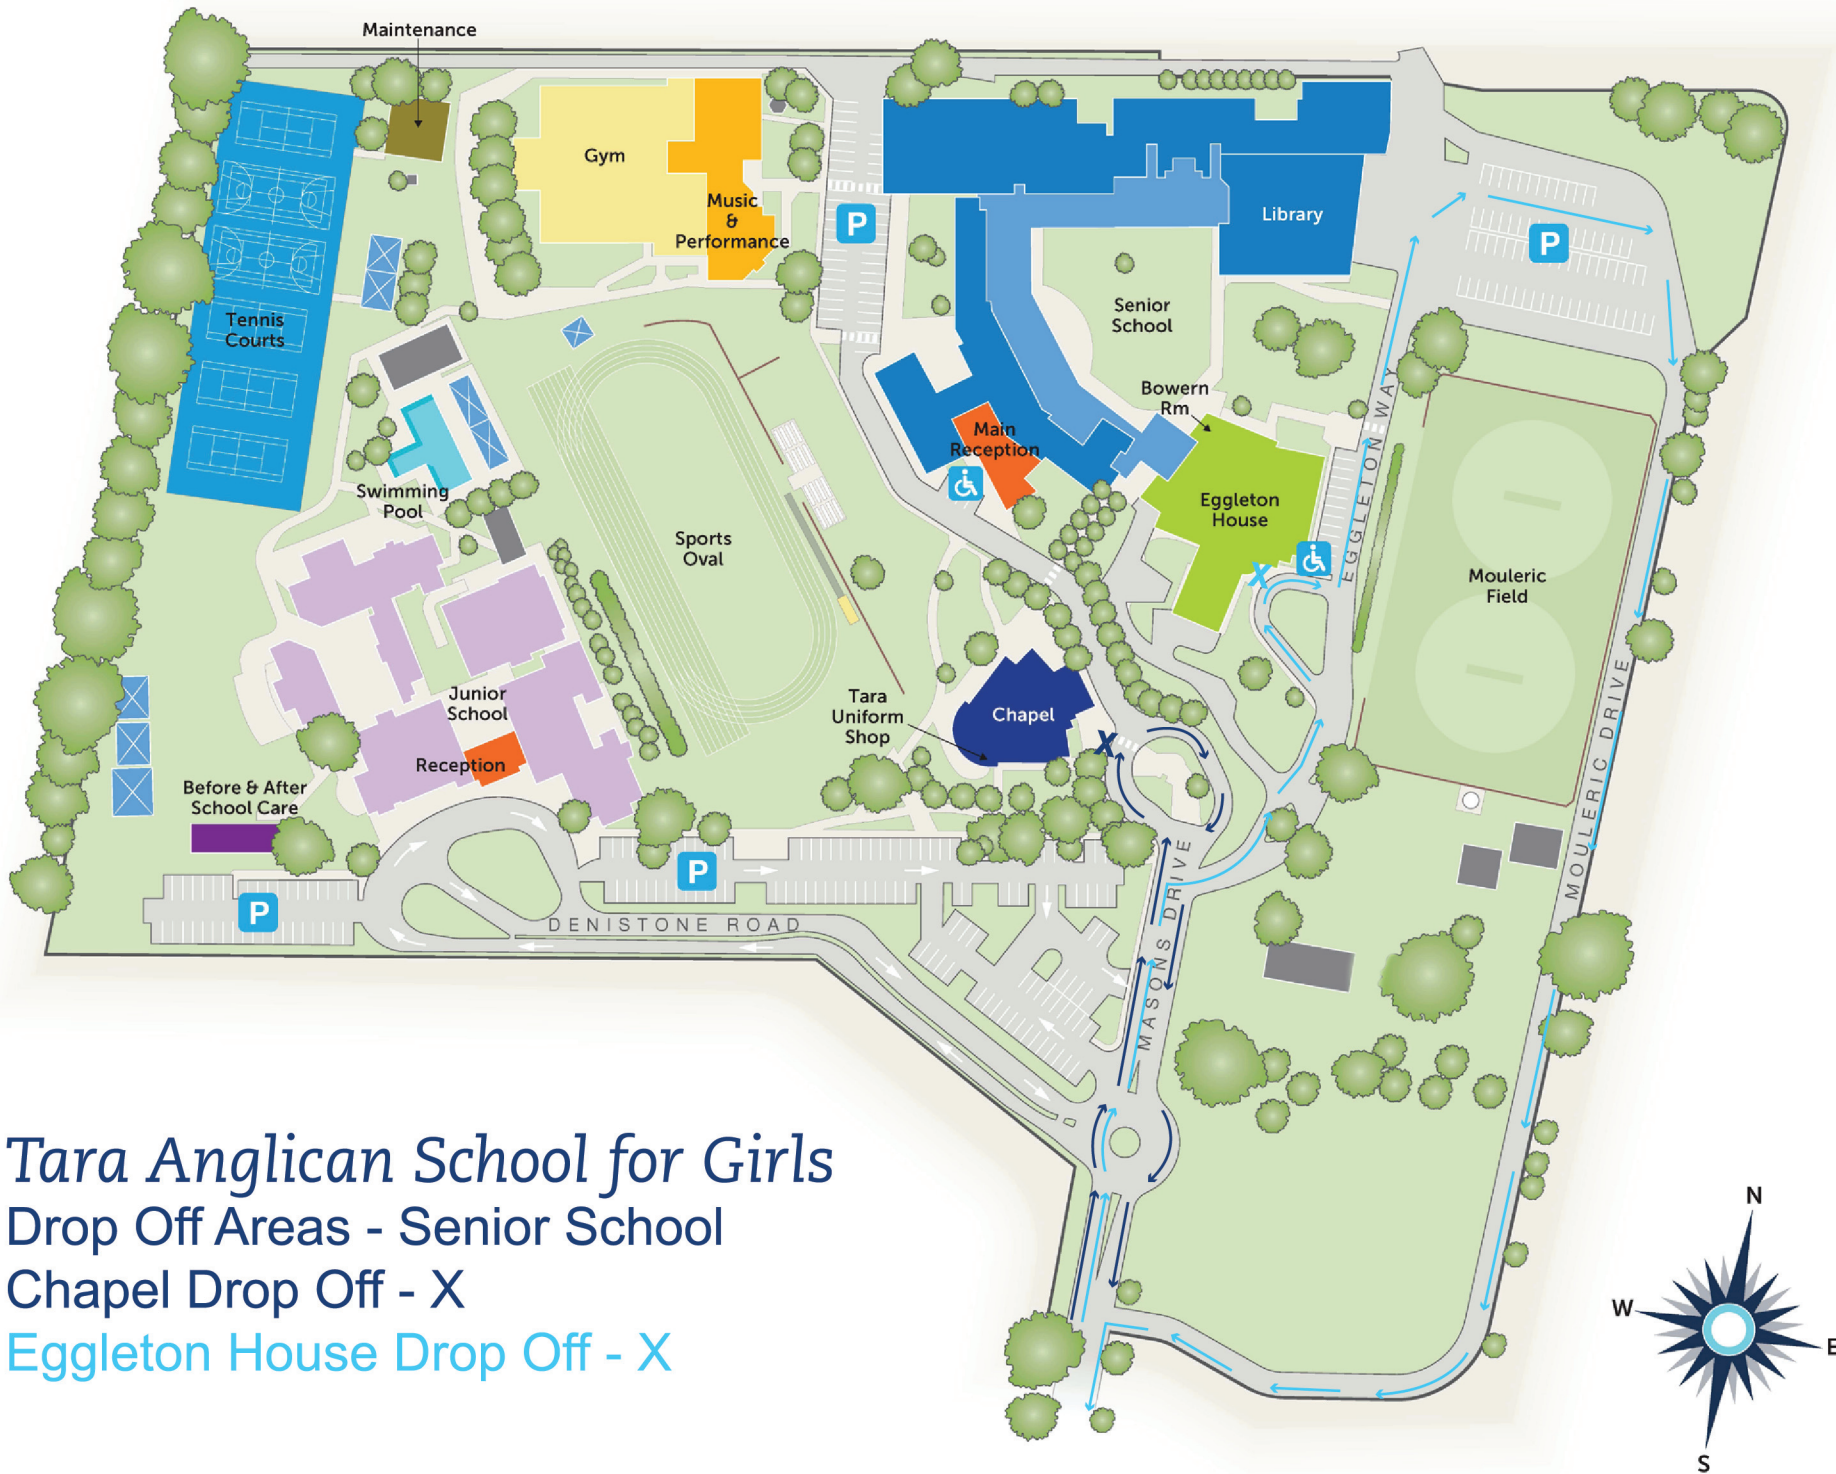 Maintenance
Gym
Music
&
Performance
P
Library
P
Tennis
Courts
Senior
School
Bowern
Rm
Main
Reception
Swimming
Pool
Eggleton
House
EGGLETON WAY
Sports
Oval
X
Mouleric
Field
Junior
School
Tara
Uniform
Shop
Chapel
X
Reception
Before & After
School Care
MOULERIC DRIVE
P
P
DENISTONE ROAD
MASONS DRIVE
Tara Anglican School for Girls
Drop Off Areas - Senior School
Chapel Drop Off - X
Eggleton House Drop Off - X
N
W
E
S